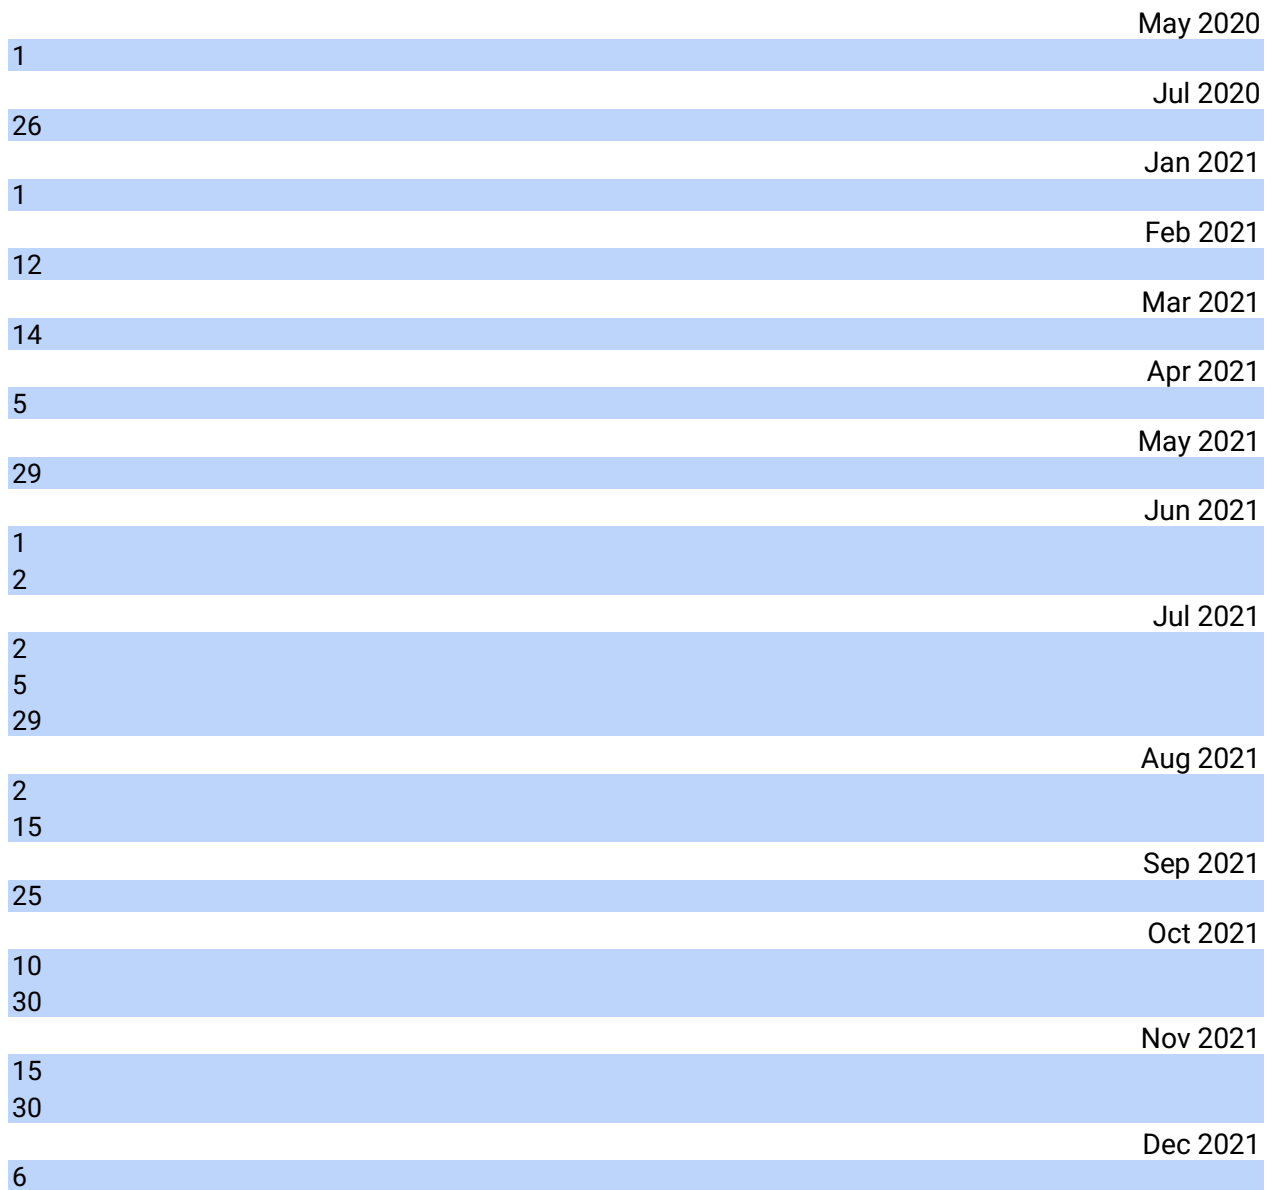 May 2020
1
Jul 2020
26
Jan 2021
1
Feb 2021
12
Mar 2021
14
Apr 2021
5
May 2021
29
Jun 2021
1
2
Jul 2021
2
5
29
Aug 2021
2
15
Sep 2021
25
Oct 2021
10
30
Nov 2021
15
30
Dec 2021
6